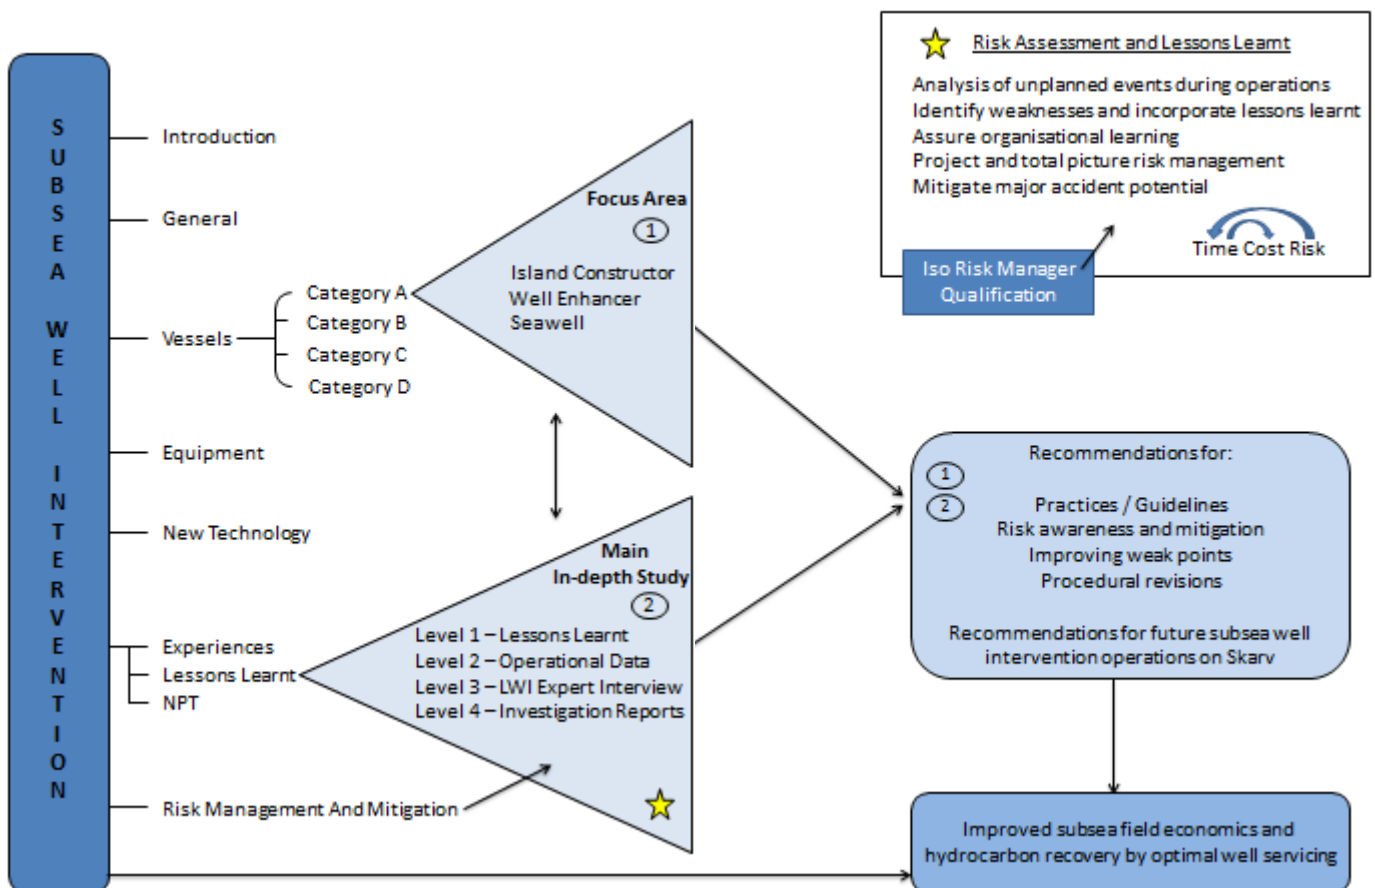 SUBSEA WELL INTERVENTION
Introduction
General
Vessels
Category A
Category B
Category C
Category D
Equipment
New Technology
Experiences
Lessons Learnt
NPT
Risk Management And Mitigation
Focus Area
1
Island Constructor
Well Enhancer
Seawell
Main
In-depth Study
2
Level 1 – Lessons Learnt
Level 2 – Operational Data
Level 3 – LWI Expert Interview
Level 4 – Investigation Reports
Risk Assessment and Lessons Learnt
Analysis of unplanned events during operations
Identify weaknesses and incorporate lessons learnt
Assure organisational learning
Project and total picture risk management
Mitigate major accident potential
Time Cost Risk
Iso Risk Manager
Qualification
Recommendations for:
1
2
Practices / Guidelines
Risk awareness and mitigation
Improving weak points
Procedural revisions
Recommendations for future subsea well
intervention operations on Skarv
Improved subsea field economics and
hydrocarbon recovery by optimal well servicing